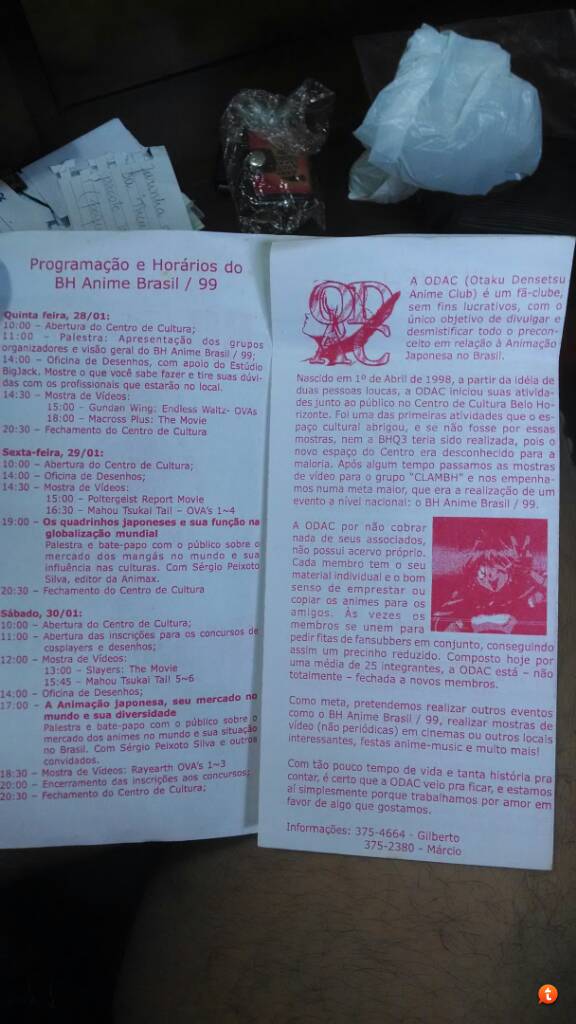 Programação e Horários do
BH Anime Brasil / 99
Quinta feira, 28/01:
10:00 – Abertura do Centro de Cultura;
11:00 – Palestra: Apresentação dos grupos
organizadores e visão geral do BH Anime Brasil / 99;
14:00 – Oficina de Desenhos, com apoio do Estúdio
BigJack. Mostre o que você sabe fazer e tire suas dúvi-
das com os profissionais que estarão no local.
14:30 – Mostra de Vídeos:
15:00 – Gundan Wing: Endless Waltz- OVAs
18:00 – Macross Plus: The Movie
20:30 – Fechamento do Centro de Cultura
Sexta-feira, 29/01:
10:00 – Abertura do Centro de Cultura;
14:00 – Oficina de Desenhos;
14:30 – Mostra de Vídeos:
15:00 – Poltergeist Report Movie
16:30 – Mahou Tsukai Tail – OVA's 1~4
19:00 – Os quadrinhos japoneses e sua função na
globalização mundial
Palestra e bate-papo com o público sobre o
mercado dos mangás no mundo e sua
influência nas culturas. Com Sérgio Peixoto
Silva, editor da Animax.
20:30 – Fechamento do Centro de Cultura
Sábado, 30/01:
10:00 – Abertura do Centro de Cultura;
11:00 – Abertura das inscrições para os concursos de
cosplayers e desenhos;
12:00 – Mostra de Vídeos:
13:00 – Slayers: The Movie
15:45 – Mahou Tsukai Tail 5~6
14:00 – Oficina de Desenhos;
17:00 – A Animação japonesa, seu mercado no
mundo e sua diversidade
Palestra e bate-papo com o público sobre o
mercado dos animes no mundo e sua situação
no Brasil. Com Sérgio Peixoto Silva e outros
convidados.
18:30 – Mostra de Vídeos: Rayearth OVA's 1~3
20:00 – Encerramento das inscrições aos concursos;
20:30 – Fechamento do Centro de Cultura;
ODAC
A ODAC (Otaku Densetsu
Anime Club) é um fã-clube,
sem fins lucrativos, com o
único objetivo de divulgar e
desmistificar todo o precon-
ceito em relação à Animação
Japonesa no Brasil.
Nascido em 1º de Abril de 1998, a partir da idéia de
duas pessoas loucas, a ODAC iniciou suas ativida-
des junto ao público no Centro de Cultura Belo Ho-
rizonte. Foi uma das primeiras atividades que o es-
paço cultural abrigou, e se não fosse por essas
mostras, nem a BHQ3 teria sido realizada, pois o
novo espaço do Centro era desconhecido para a
maioria. Após algum tempo passamos as mostras
de vídeo para o grupo "CLAMBH" e nos empenha-
mos numa meta maior, que era a realização de um
evento a nível nacional: o BH Anime Brasil / 99.
A ODAC por não cobrar
nada de seus associados,
não possui acervo próprio.
Cada membro tem o seu
material individual e o bom
senso de emprestar ou
copiar os animes para os
amigos. Às vezes os
membros se unem para
pedir fitas de fansubbers em conjunto, conseguindo
assim um precinho reduzido. Composto hoje por
uma média de 25 integrantes, a ODAC está – não
totalmente – fechada a novos membros.
Como meta, pretendemos realizar outros eventos
como o BH Anime Brasil / 99, realizar mostras de
vídeo (não periódicas) em cinemas ou outros locais
interessantes, festas anime-music e muito mais!
Com tão pouco tempo de vida e tanta história pra
contar, é certo que a ODAC veio pra ficar, e estamos
aí simplesmente porque trabalhamos por amor em
favor de algo que gostamos.
Informações: 375-4664 - Gilberto
375-2380 - Márcio
t